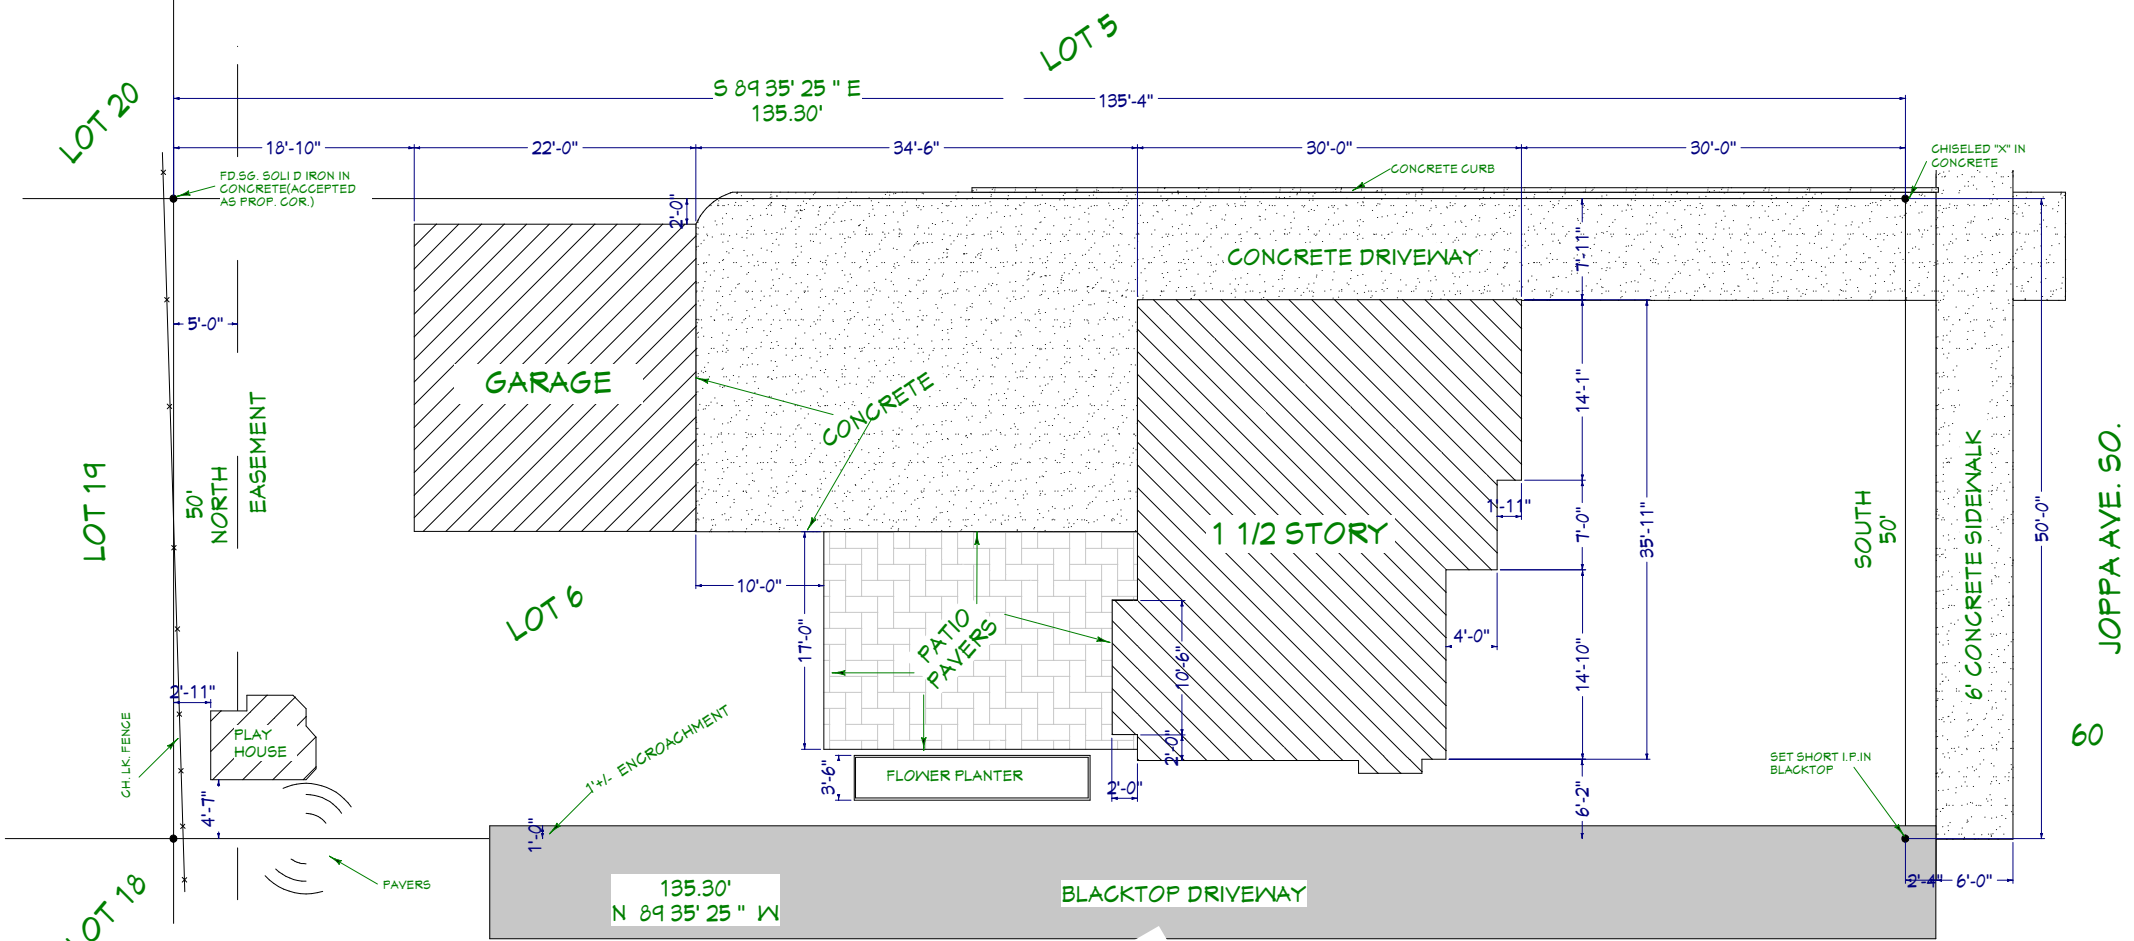 LOT 5
LOT 20
S 89 35' 25 " E
135.30'
135'-4"
18'-10"
22'-0"
34'-6"
30'-0"
30'-0"
CHISELED "X" IN
CONCRETE
FD.SG. SOLI D IRON IN
CONCRETE(ACCEPTED
AS PROP. COR.)
CONCRETE CURB
2'-0"
CONCRETE DRIVEWAY
7'-11"
5'-0"
GARAGE
CONCRETE
14'-1"
EASEMENT
50'
NORTH
LOT 19
1 1/2 STORY
1'-11"
7'-0"
35'-11"
SOUTH
50'
6' CONCRETE SIDEWALK
50'-0"
JOPPA AVE. SO.
60
10'-0"
LOT 6
17'-0"
PATIO
PAVERS
10'-6"
4'-0"
14'-10"
2'-11"
PLAY
HOUSE
CH. LK. FENCE
1'+/- ENCROACHMENT
2'-0"
FLOWER PLANTER
3'-6"
2'-0"
6'-2"
SET SHORT I.P.IN
BLACKTOP
4'-7"
1'-0"
PAVERS
LOT 18
135.30'
N 89 35' 25 " W
BLACKTOP DRIVEWAY
2'-4"
6'-0"